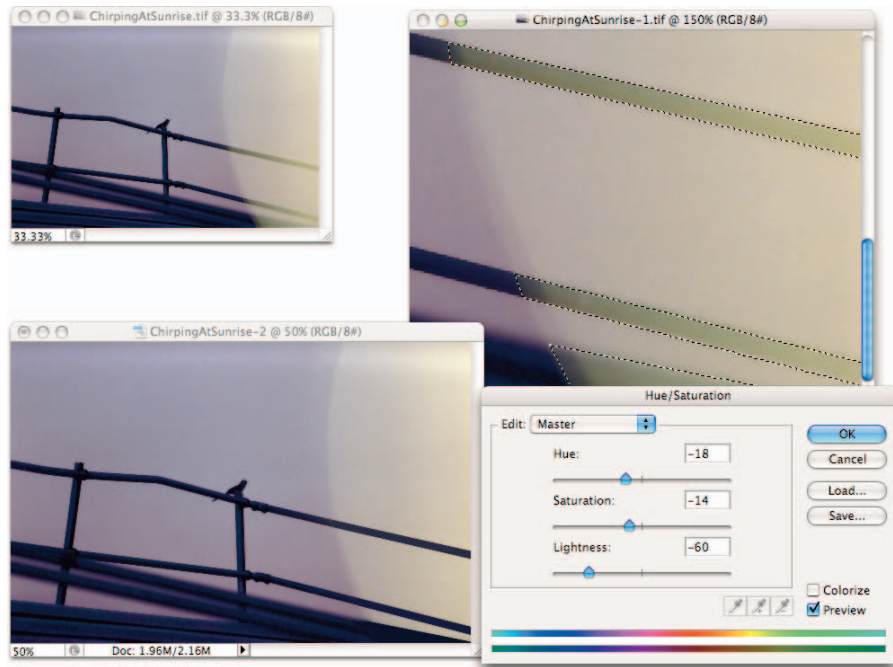 ChirpingAtSunrise.tif @ 33.3% (RGB/8#)
33.33%
ChirpingAtSunrise-1.tif @ 150% (RGB/8#)
ChirpingAtSunrise-2 @ 50% (RGB/8#)
50%
Doc: 1.96M/2.16M
Hue/Saturation
Edit: Master
Hue: -18
Saturation: -14
Lightness: -60
OK
Cancel
Load...
Save...
Colorize
Preview